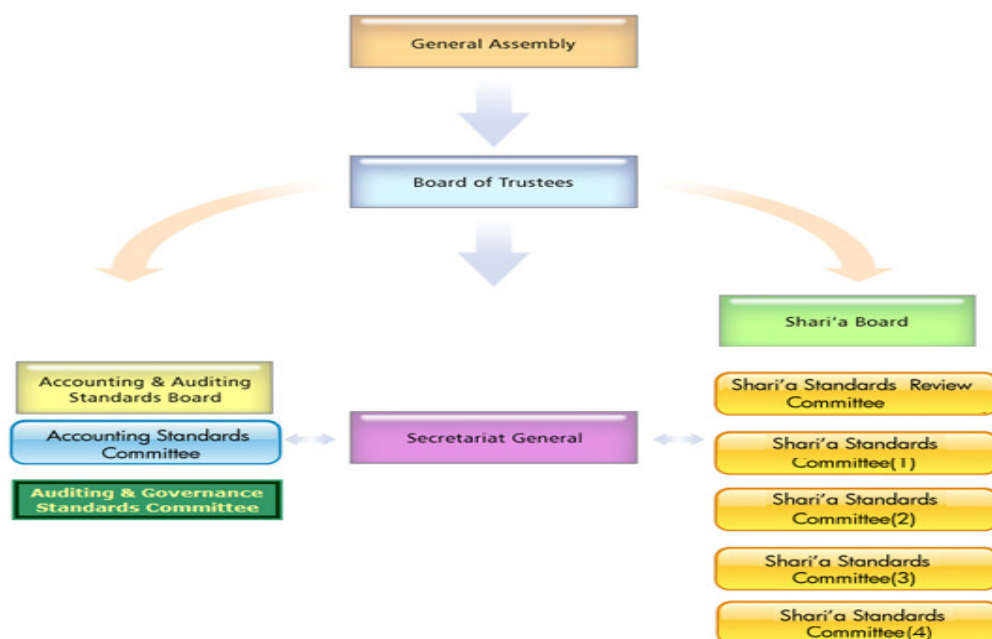 General Assembly
Board of Trustees
Shari'a Board
Accounting & Auditing
Standards Board
Accounting Standards
Committee
Auditing & Governance
Standards Committee
Secretariat General
Shari'a Standards Review
Committee
Shari'a Standards
Committee(1)
Shari'a Standards
Committee(2)
Shari'a Standards
Committee(3)
Shari'a Standards
Committee(4)